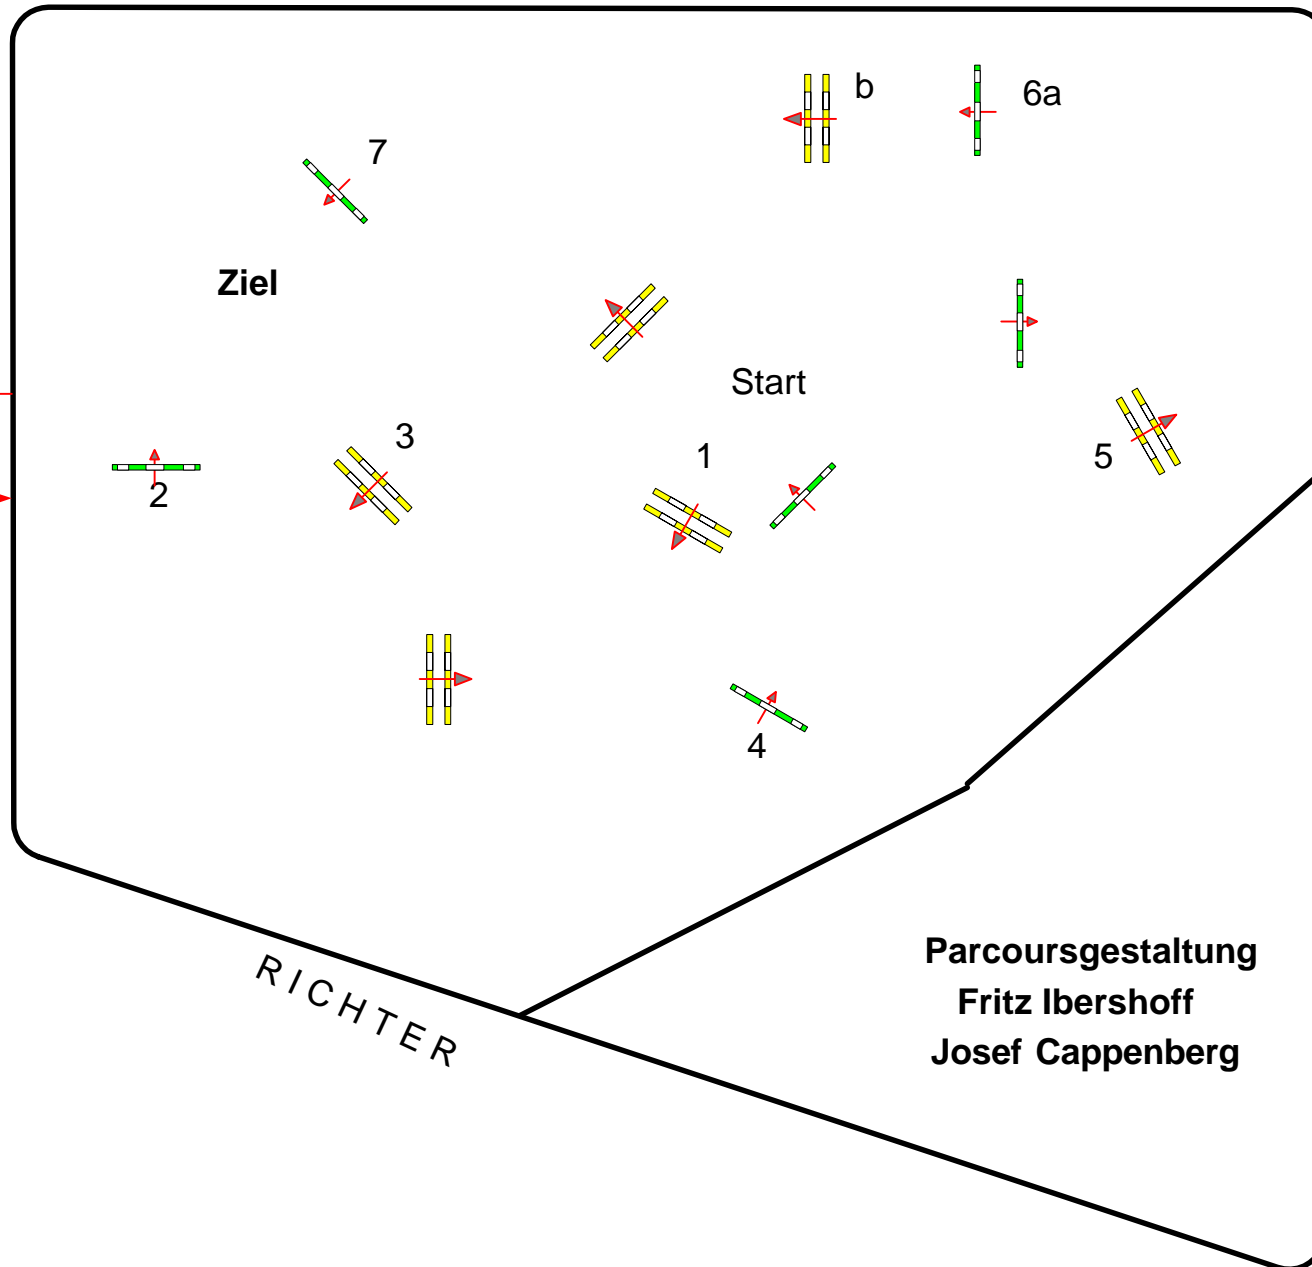 b
6a
7
Ziel
Start
3
1
5
2
4
RICHTER
Parcoursgestaltung
Fritz Ibershoff
Josef Cappenberg